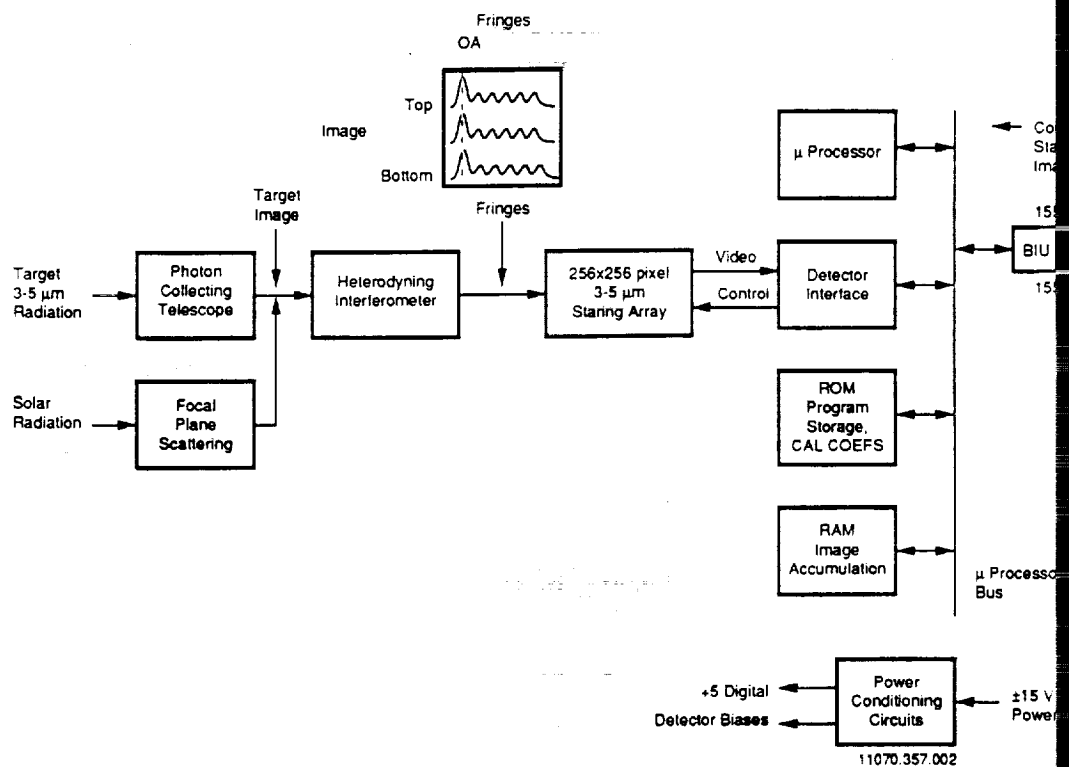 Fringes
OA
Top
Image
Bottom
Fringes
Target
Image
Target
3-5 μm
Radiation
Photon
Collecting
Telescope
Heterodyning
Interferometer
256x256 pixel
3-5 μm
Staring Array
Video
Control
Detector
Interface
μ Processor
BIU
Solar
Radiation
Focal
Plane
Scattering
ROM
Program
Storage,
CAL COEFS
RAM
Image
Accumulation
μ
Bus
+5 Digital
Detector Biases
Power
Conditioning
Circuits
±15 V
Power
11070.357.002